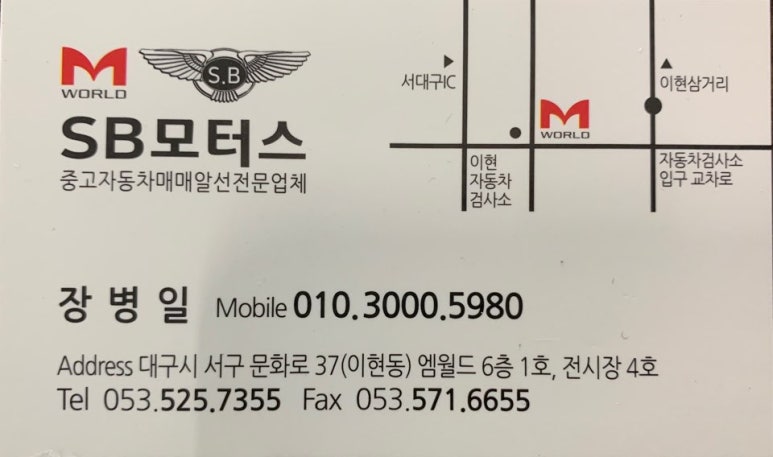 M
WORLD
S.B
SB모터스
중고자동차매매알선전문업체
서대구IC
이현삼거리
M
WORLD
이현
자동차
검사소
자동차검사소
입구 교차로
장 병 일 Mobile 010.3000.5980
Address 대구시 서구 문화로 37(이현동) 엠월드 6층 1호, 전시장 4호
Tel 053.525.7355 Fax 053.571.6655